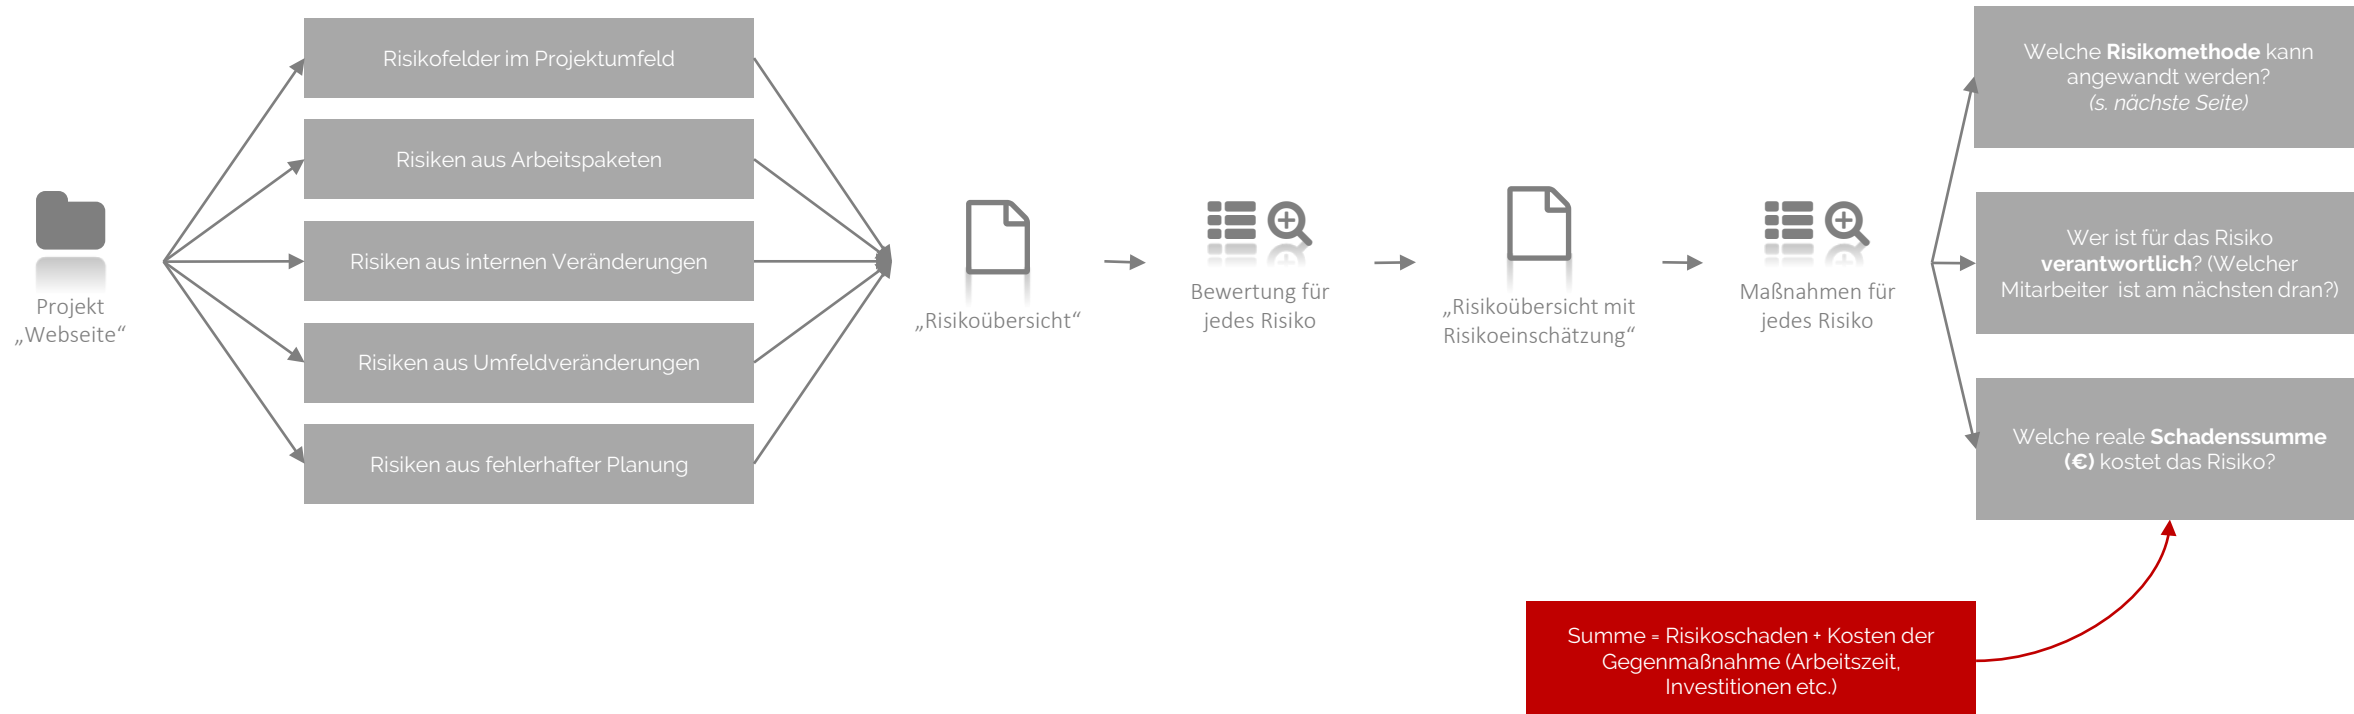 Projekt
„Webseite“
Risikofelder im Projektumfeld
Risiken aus Arbeitspaketen
Risiken aus internen Veränderungen
Risiken aus Umfeldveränderungen
Risiken aus fehlerhafter Planung
„Risikoübersicht“
Bewertung für
jedes Risiko
„Risikoübersicht mit
Risikoeinschätzung“
Maßnahmen für
jedes Risiko
Welche Risikomethode kann
angewandt werden?
(s. nächste Seite)
Wer ist für das Risiko
verantwortlich? (Welcher
Mitarbeiter ist am nächsten dran?)
Welche reale Schadenssumme
(€) kostet das Risiko?
Summe = Risikoschaden + Kosten der
Gegenmaßnahme (Arbeitszeit,
Investitionen etc.)